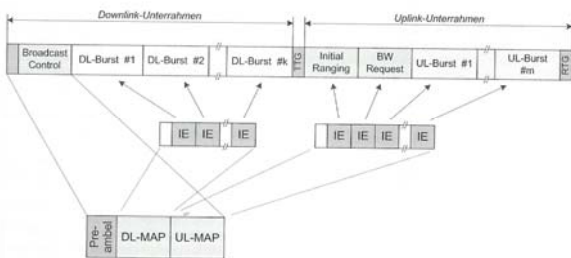 Downlink-Unterrahmen
Uplink-Unterrahmen
Broadcast
Control
DL-Burst #1
DL-Burst #2
DL-Burst #k
TTG
Initial
Ranging
BW
Request
UL-Burst #1
UL-Burst
#m
RTG
IE
IE
IE
IE
IE
IE
IE
Pre-
ambel
DL-MAP
UL-MAP